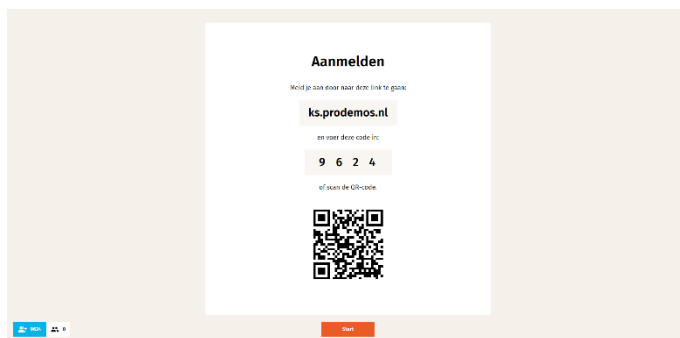 Aanmelden
Meld je aan door naar deze link te gaan:
ks.prodemos.nl
en voer deze code in:
9 6 2 4
of scan de QR-code.
9624 0
Start